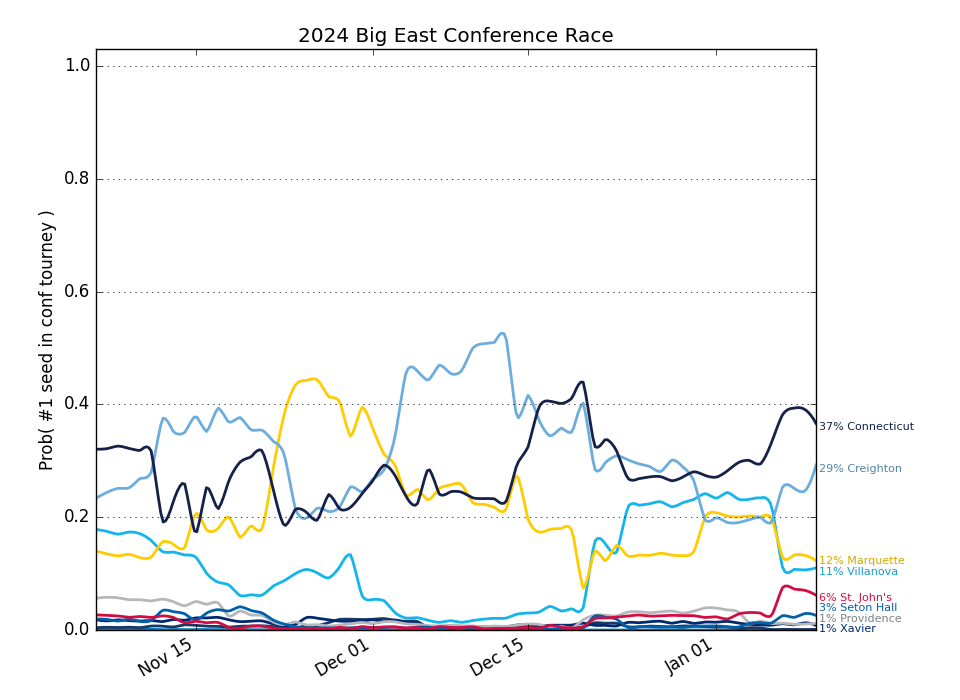 2024 Big East Conference Race
Prob( #1 seed in conf tourney )
1.0
0.8
0.6
0.4
0.2
0.0
Nov 15
Dec 01
Dec 15
Jan 01
37% Connecticut
29% Creighton
12% Marquette
11% Villanova
6% St. John's
3% Seton Hall
1% Providence
1% Xavier